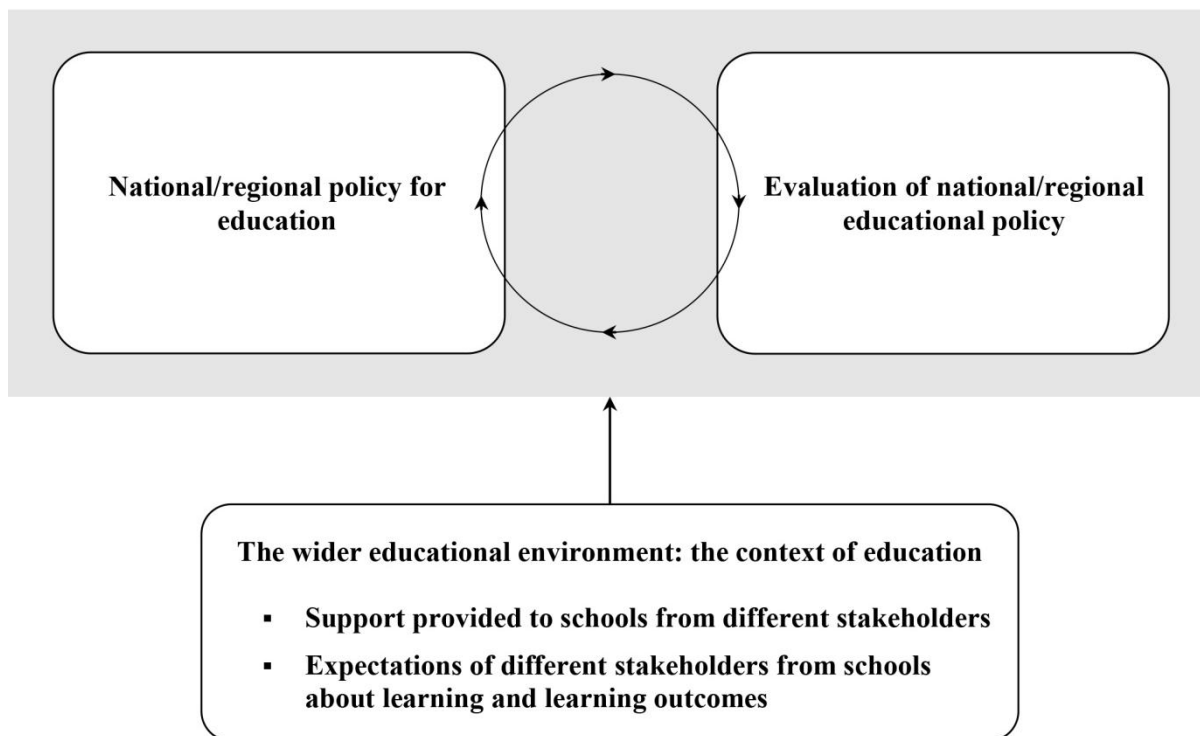 National/regional policy for
education
Evaluation of national/regional
educational policy
The wider educational environment: the context of education
▪ Support provided to schools from different stakeholders
▪ Expectations of different stakeholders from schools
about learning and learning outcomes